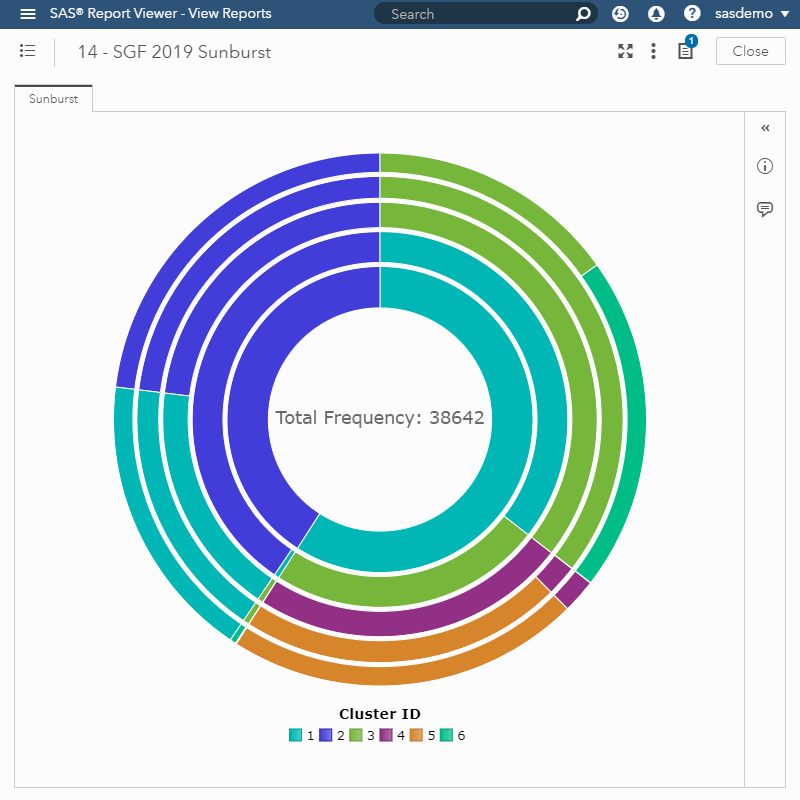 SAS® Report Viewer - View Reports
Search
?
sasdemo
14 - SGF 2019 Sunburst
1
Close
Sunburst
Total Frequency: 38642
Cluster ID
1 2 3 4 5 6